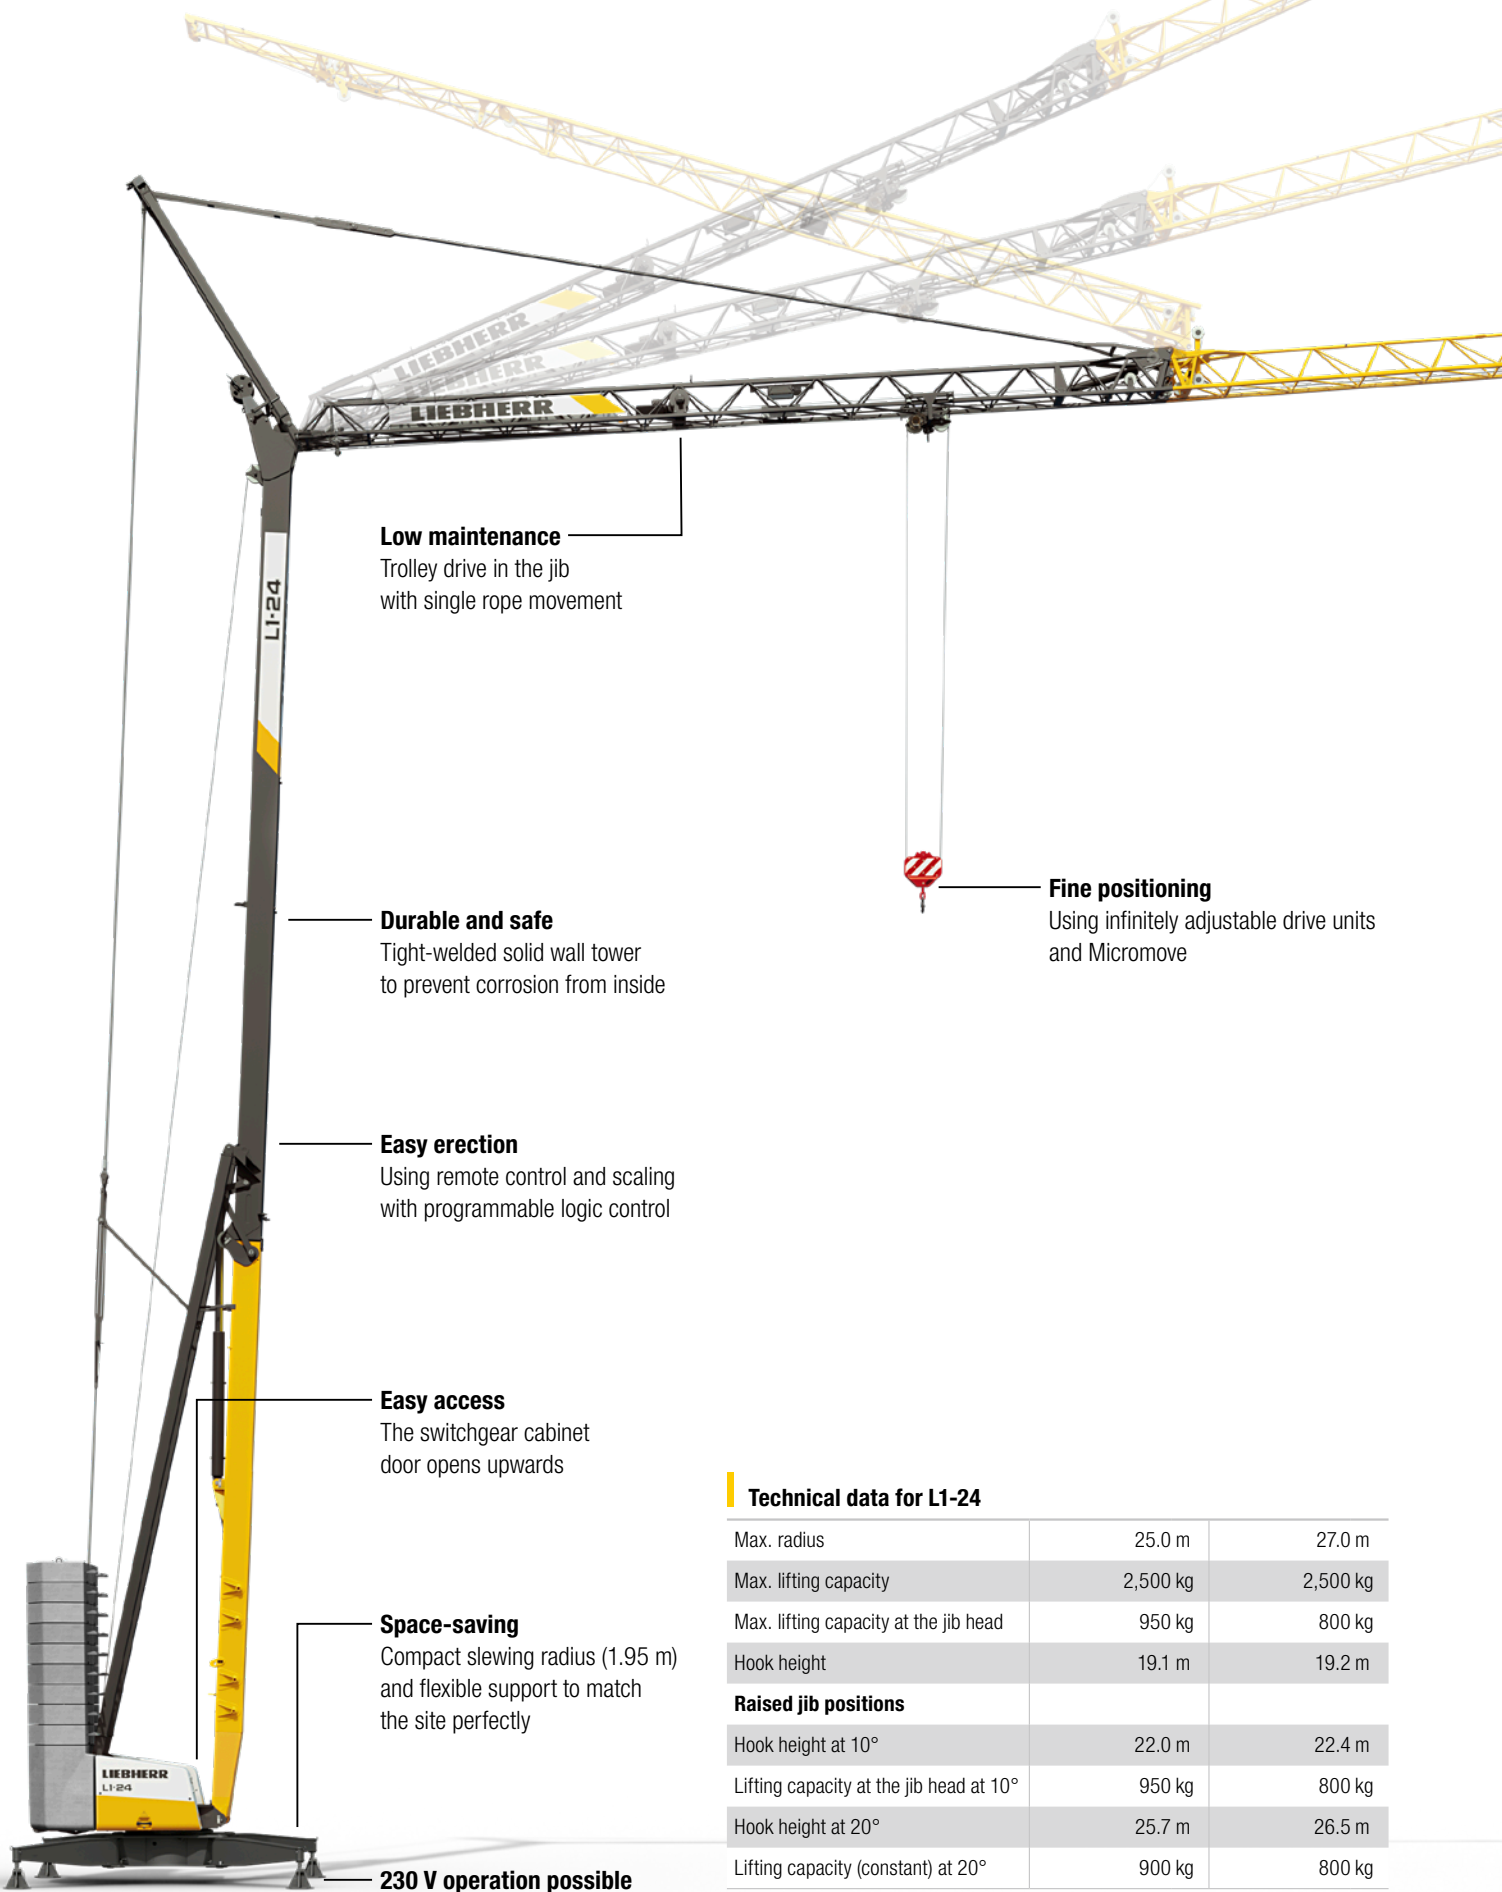 LIEBHERR
LIEBHERR
LIEBHERR
L1-24
Low maintenance
Trolley drive in the jib
with single rope movement
Durable and safe
Tight-welded solid wall tower
to prevent corrosion from inside
Fine positioning
Using infinitely adjustable drive units
and Micromove
Easy erection
Using remote control and scaling
with programmable logic control
Easy access
The switchgear cabinet
door opens upwards
Space-saving
Compact slewing radius (1.95 m)
and flexible support to match
the site perfectly
LIEBHERR
L1-24
230 V operation possible
Technical data for L1-24
Max. radius 25.0 m 27.0 m
Max. lifting capacity 2,500 kg 2,500 kg
Max. lifting capacity at the jib head 950 kg 800 kg
Hook height 19.1 m 19.2 m
Raised jib positions
Hook height at 10° 22.0 m 22.4 m
Lifting capacity at the jib head at 10° 950 kg 800 kg
Hook height at 20° 25.7 m 26.5 m
Lifting capacity (constant) at 20° 900 kg 800 kg